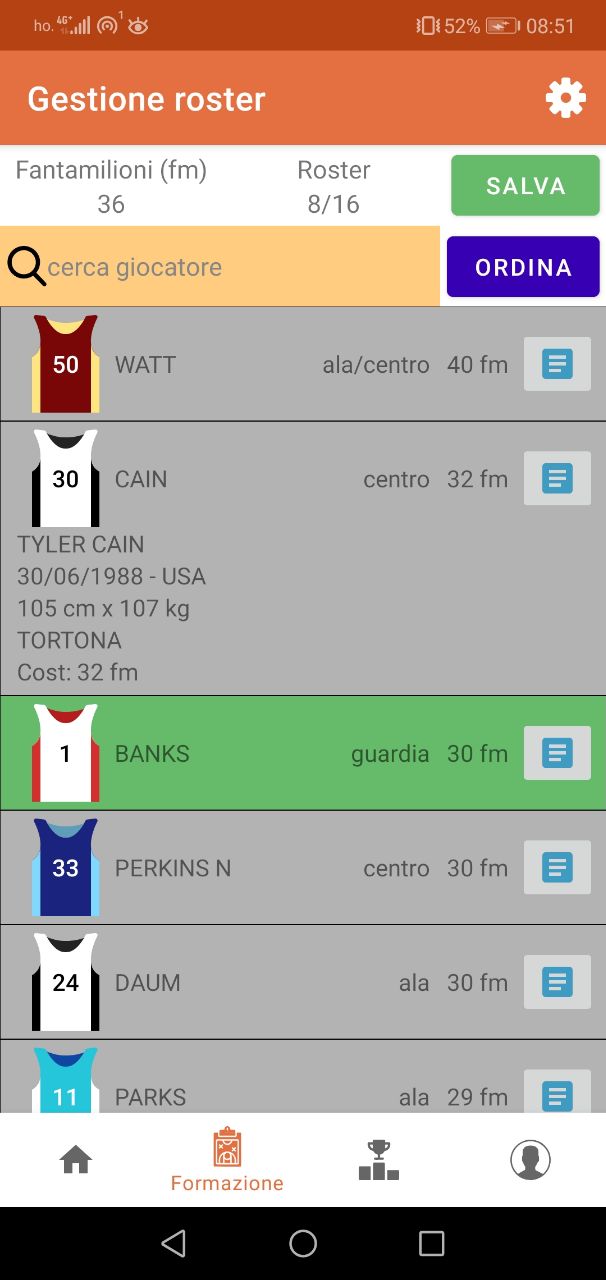 ho. 4G+ 1 52% 08:51
Gestione roster
Fantamilioni (fm) Roster SALVA
36 8/16
cerca giocatore ORDINA
50 WATT ala/centro 40 fm
30 CAIN centro 32 fm
TYLER CAIN
30/06/1988 - USA
105 cm x 107 kg
TORTONA
Cost: 32 fm
1 BANKS guardia 30 fm
33 PERKINS N centro 30 fm
24 DAUM ala 30 fm
11 PARKS ala 29 fm
Formazione